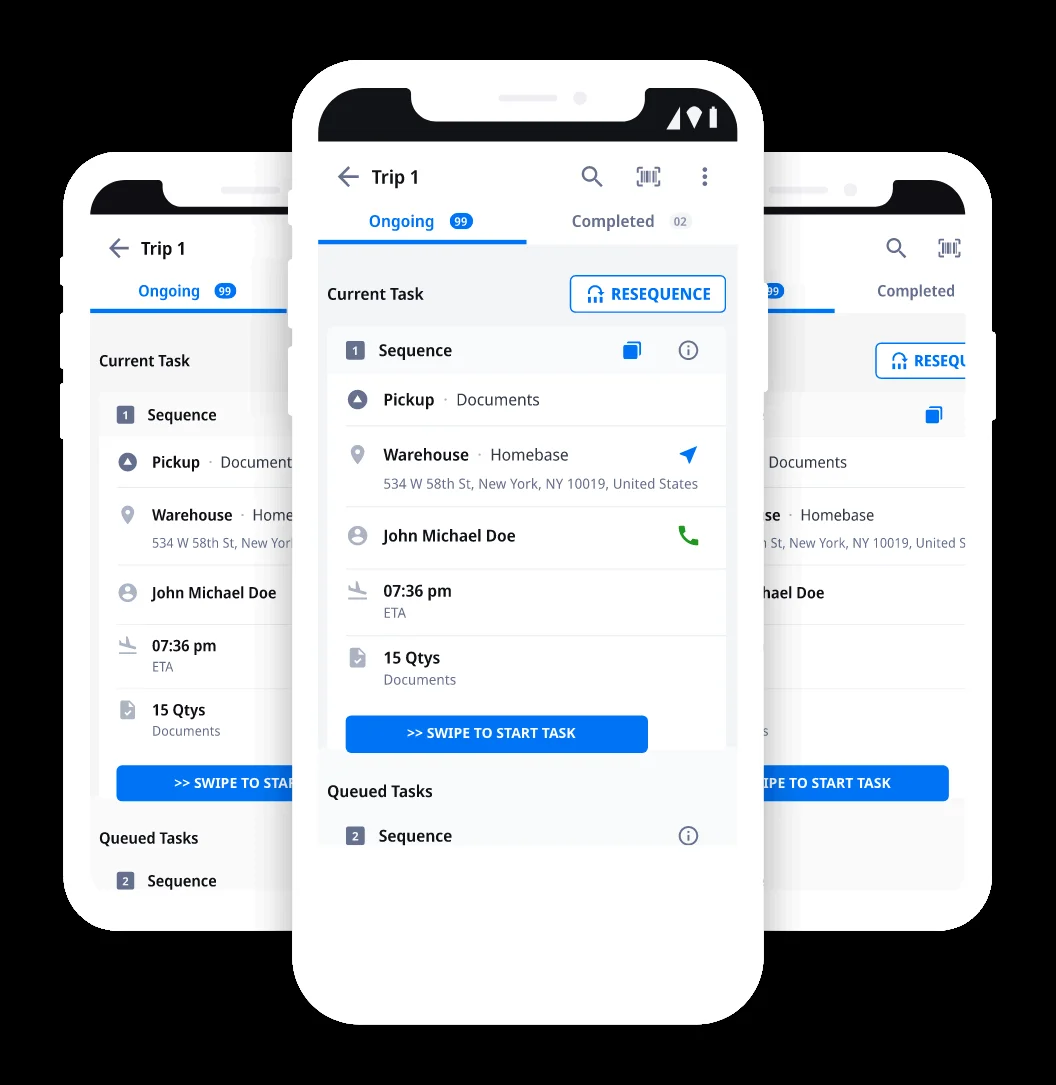 Trip 1
Ongoing 99
Completed 02
Current Task
RESEQUENCE
1 Sequence
Pickup · Documents
Warehouse · Homebase
534 W 58th St, New York, NY 10019, United States
John Michael Doe
07:36 pm
ETA
15 Qtys
Documents
>> SWIPE TO START TASK
Queued Tasks
2 Sequence
Trip 1
Ongoing 99
Current Task
1 Sequence
Pickup · Document
Warehouse · Home
534 W 58th St, New Yor
John Michael Doe
07:36 pm
ETA
15 Qtys
Documents
>> SWIPE TO STAR
Queued Tasks
2 Sequence
99
Completed
RESEQU
Documents
se · Homebase
h St, New York, NY 10019, United S
hael Doe
s
IPE TO START TASK